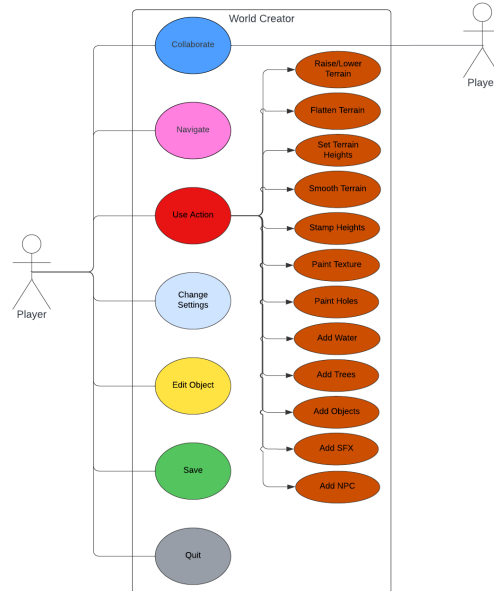 World Creator
Collaborate
Raise/Lower
Terrain
Playe
Flatten Terrain
Navigate
Set Terrain
Heights
Smooth Terrain
Use Action
Stamp Heights
Paint Texture
Player
Change
Settings
Paint Holes
Add Water
Add Trees
Edit Object
Add Objects
Add SFX
Save
Add NPC
Quit